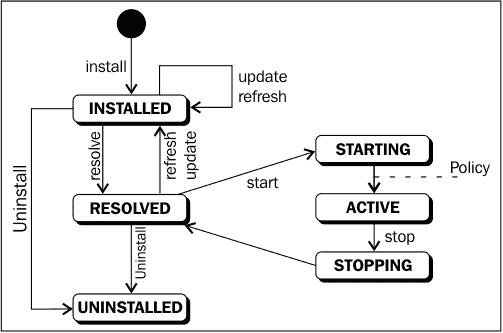 install
update
refresh
INSTALLED
resolve
refresh
update
STARTING
Policy
start
Uninstall
RESOLVED
ACTIVE
stop
Uninstall
STOPPING
UNINSTALLED